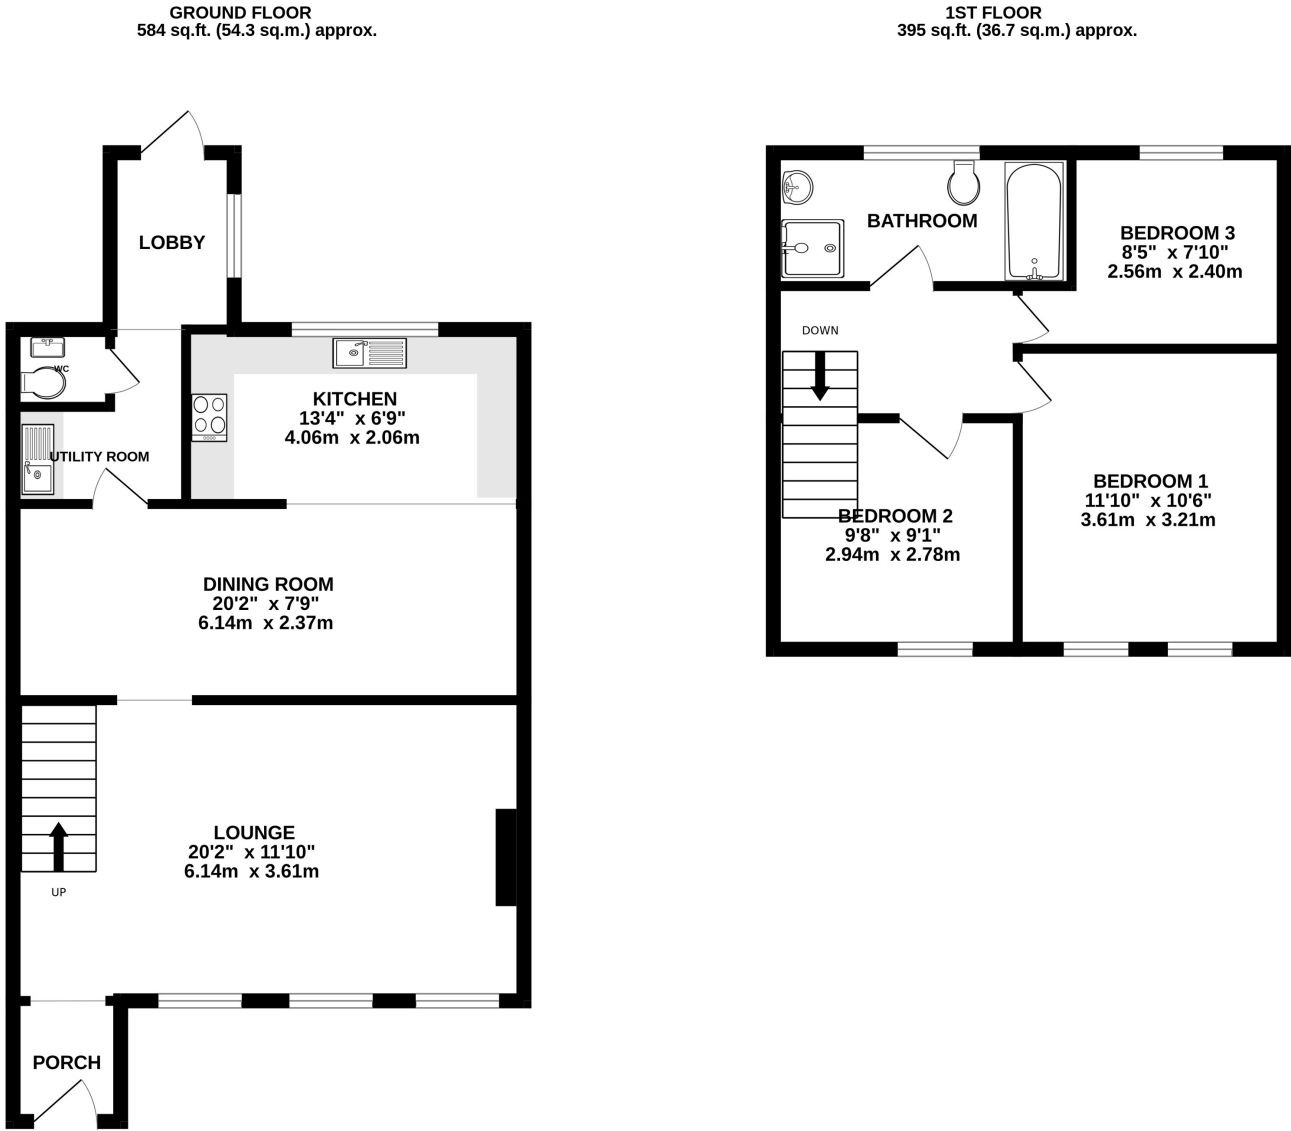 GROUND FLOOR
584 sq.ft. (54.3 sq.m.) approx.
LOBBY
WC
KITCHEN
13'4"  x 6'9"
4.06m  x 2.06m
UTILITY ROOM
DINING ROOM
20'2"  x 7'9"
6.14m  x 2.37m
LOUNGE
20'2"  x 11'10"
6.14m  x 3.61m
UP
PORCH
1ST FLOOR
395 sq.ft. (36.7 sq.m.) approx.
BATHROOM
BEDROOM 3
8'5"  x 7'10"
2.56m  x 2.40m
DOWN
BEDROOM 1
11'10"  x 10'6"
3.61m  x 3.21m
BEDROOM 2
9'8"  x 9'1"
2.94m  x 2.78m